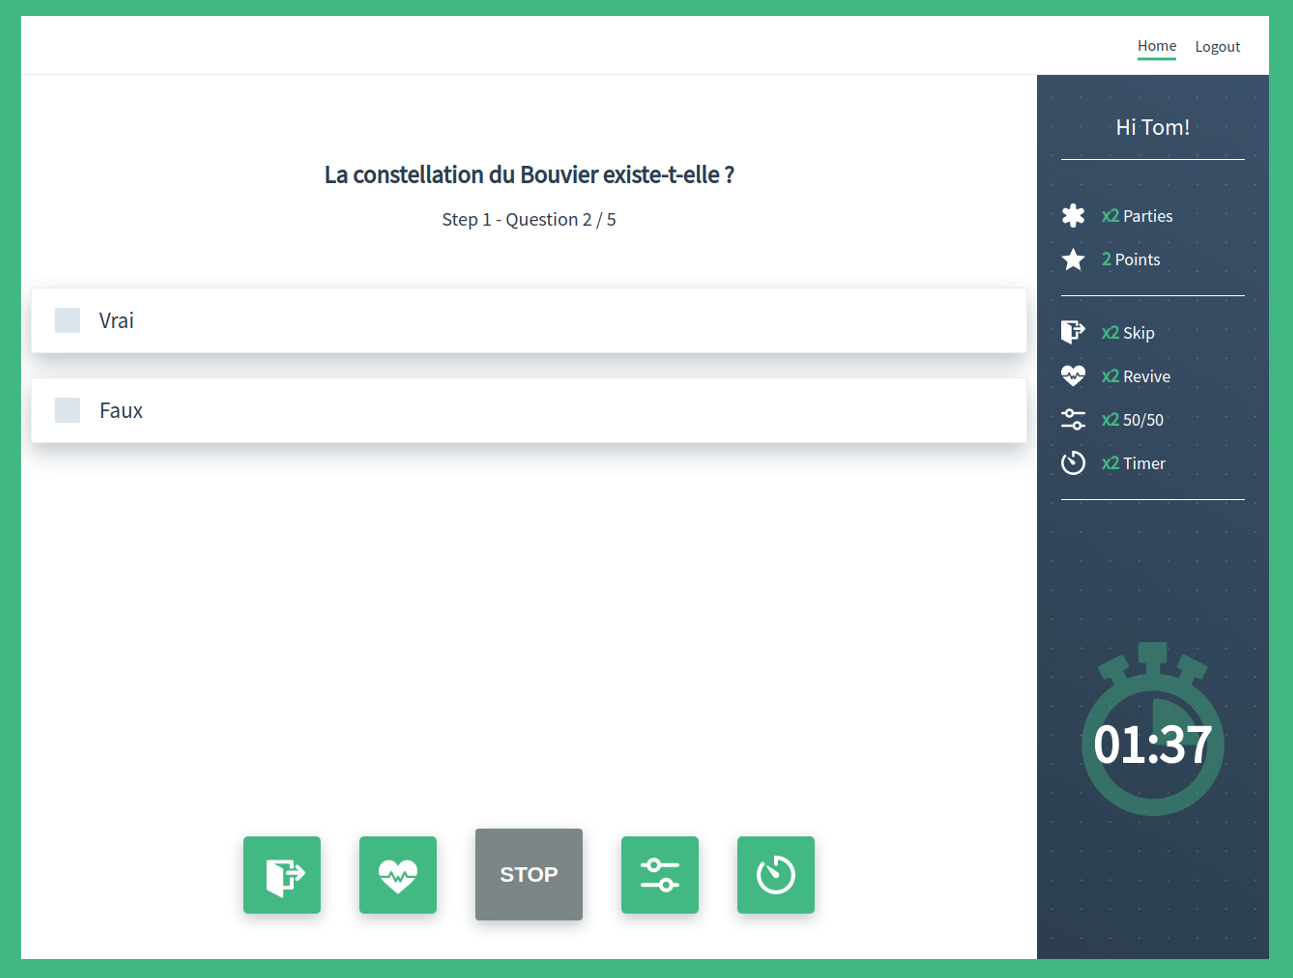 Home Logout
La constellation du Bouvier existe-t-elle ?
Step 1 - Question 2 / 5
Vrai
Faux
STOP
Hi Tom!
x2 Parties
2 Points
x2 Skip
x2 Revive
x2 50/50
x2 Timer
01:37